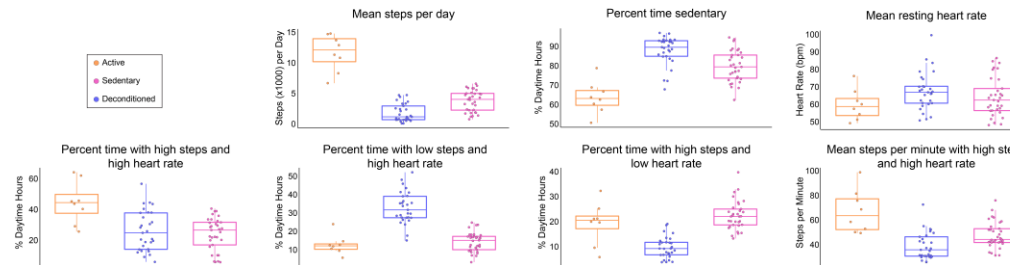 Active
Sedentary
Deconditioned
Mean steps per day
Steps (x1000) per Day
15
10
5
0
Percent time sedentary
% Daytime Hours
90
80
70
60
50
Mean resting heart rate
Heart Rate (bpm)
100
90
80
70
60
50
Percent time with high steps and
high heart rate
% Daytime Hours
60
40
20
Percent time with low steps and
high heart rate
% Daytime Hours
50
40
30
20
10
Percent time with high steps and
low heart rate
% Daytime Hours
40
30
20
10
Mean steps per minute with high ste
and high heart rate
Steps per Minute
100
80
60
40